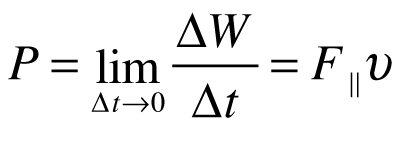 P = lim_{Δt→0} ΔW/Δt = F_∥ υ